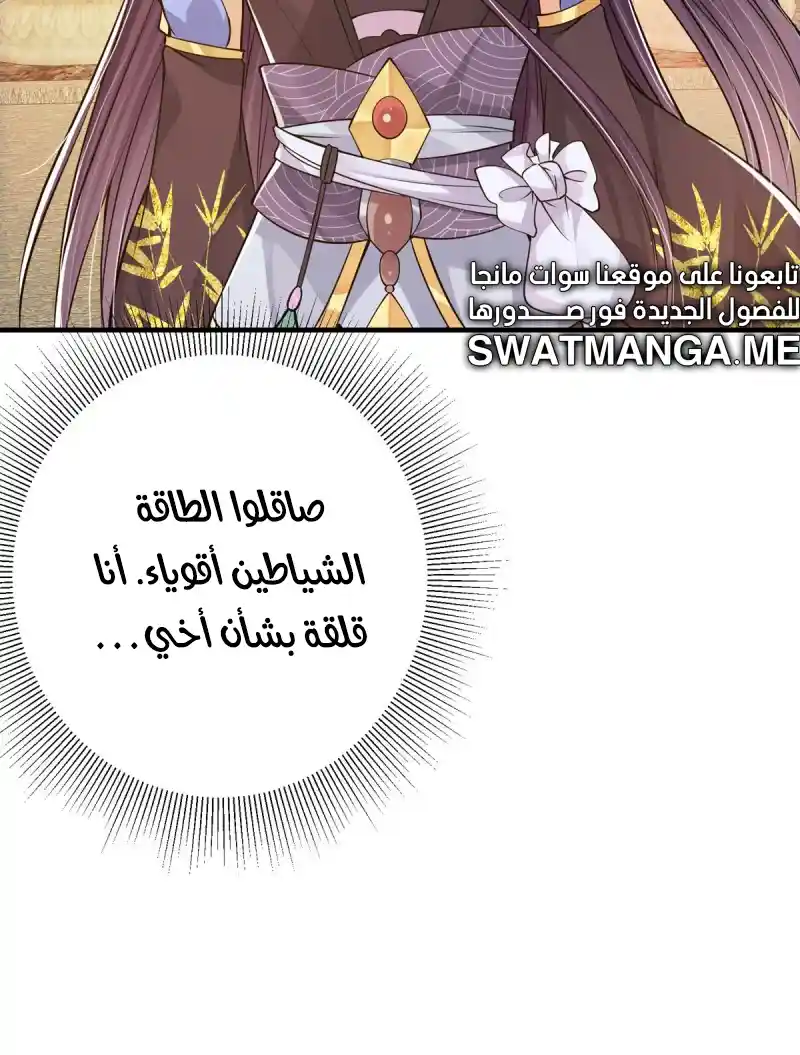 تابعونا على موقعنا سوات مانجا
للفصول الجديدة فور صـــدورها
SWATMANGA.ME
صاقلوا الطاقة
الشياطين أقوياء. أنا
قلقة بشأن أخي...